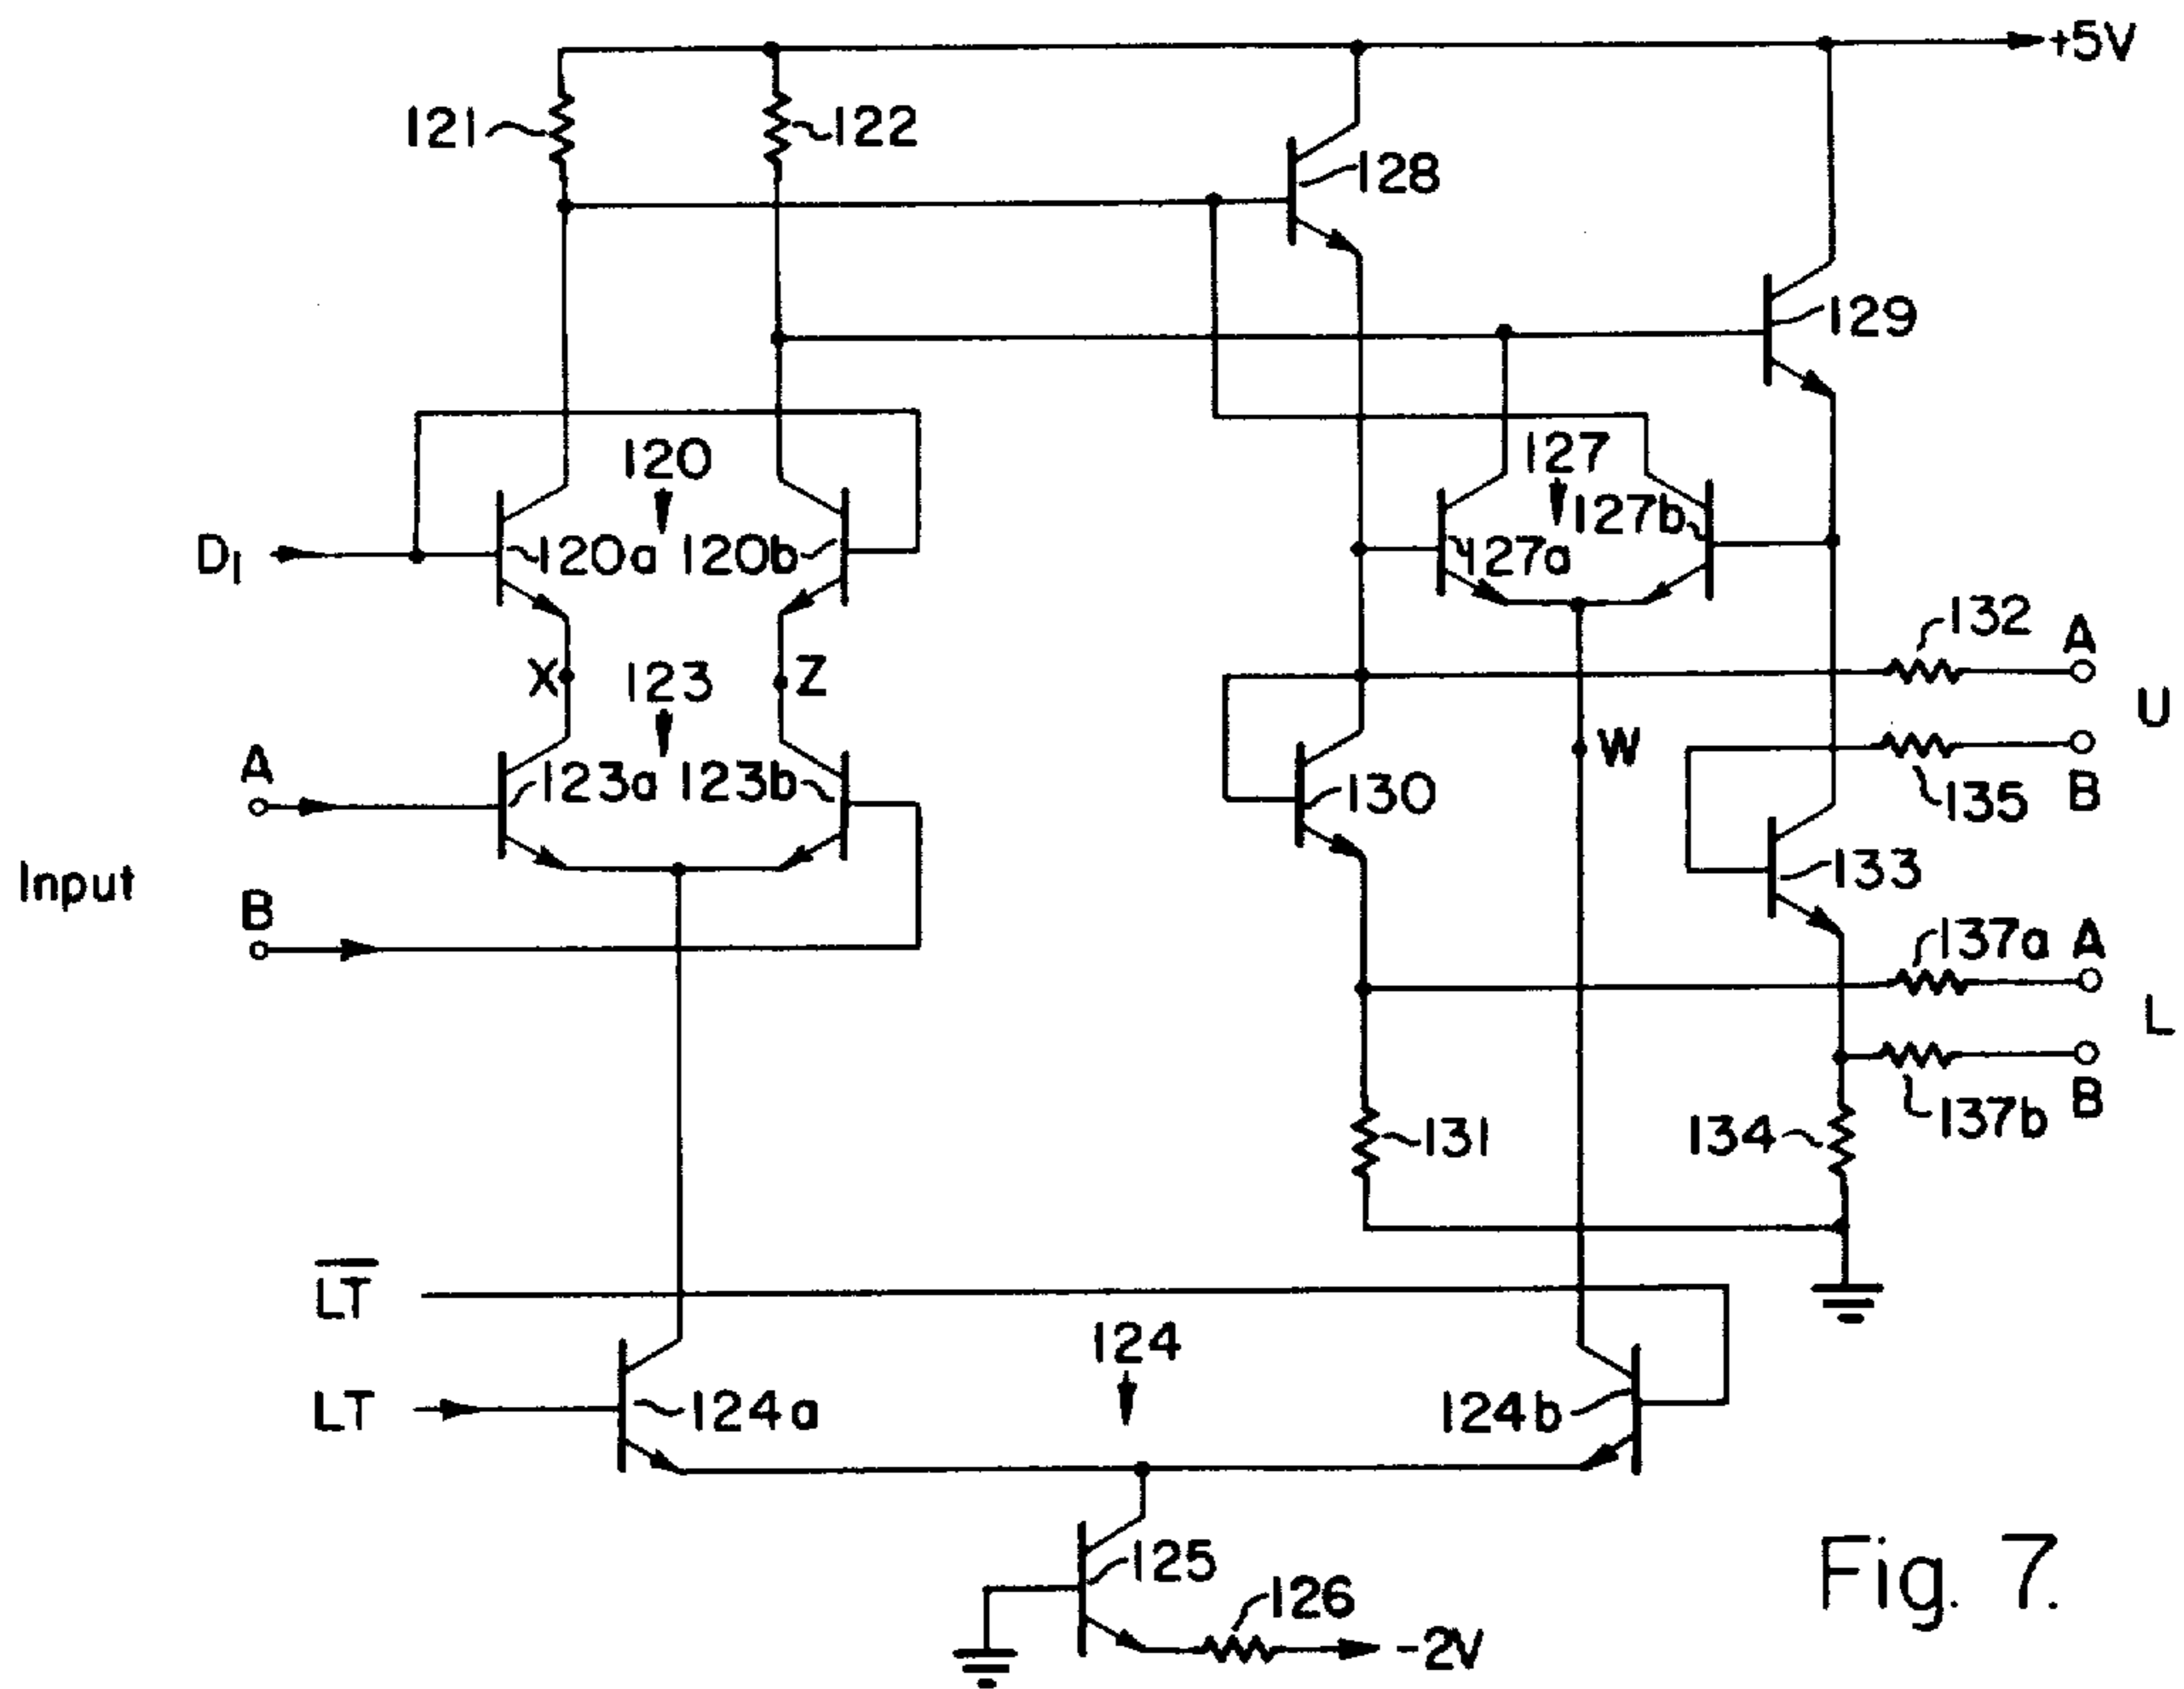 +5V
121
122
128
129
120
127
127b
D1
120a
120b
127a
132
A
X
123
Z
U
W
A
123a
123b
130
135
B
Input
B
133
137a
A
L
131
134
137b
B
L̅T̅
124
LT
124a
124b
125
126
-2V
Fig. 7.